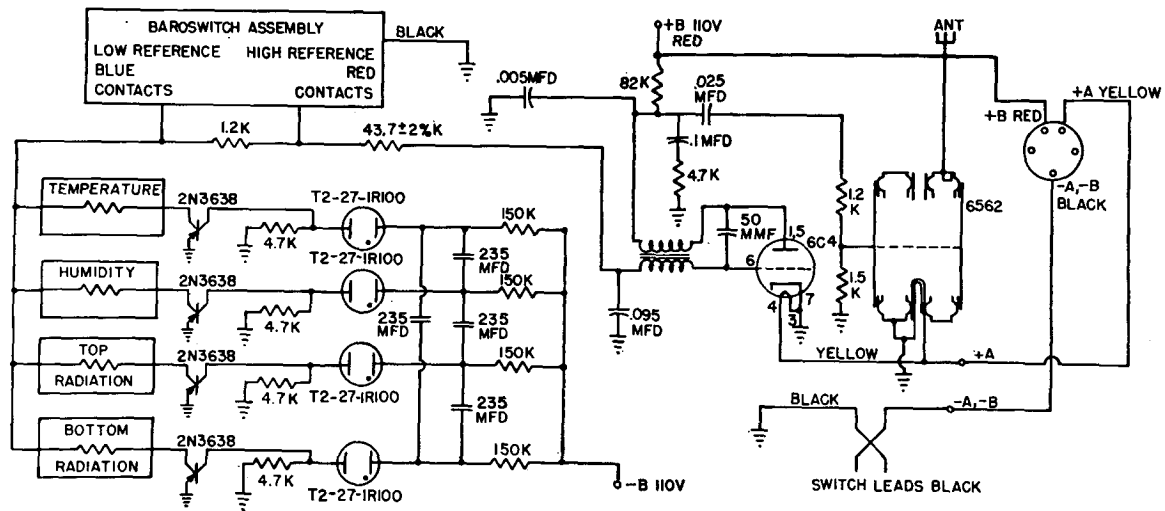 BAROSWITCH ASSEMBLY
LOW REFERENCE HIGH REFERENCE
BLUE RED
CONTACTS CONTACTS
BLACK
+B 110V
RED
ANT
.005MFD
82K
.025
MFD
+A YELLOW
+B RED
1.2K
43.7±2%K
.1MFD
4.7K
-A, -B
BLACK
TEMPERATURE
2N3638
4.7K
T2-27-IR100
150K
235
MFD
1.2
K
6562
50
MMF
1,5
6C4
6
4
3
7
1.5
K
HUMIDITY
2N3638
4.7K
T2-27-IR100
150K
235
MFD
235
MFD
.095
MFD
TOP
RADIATION
2N3638
4.7K
T2-27-IR100
150K
235
MFD
YELLOW
+A
BLACK
-A,-B
BOTTOM
RADIATION
2N3638
4.7K
T2-27-IR100
150K
-B 110V
SWITCH LEADS BLACK